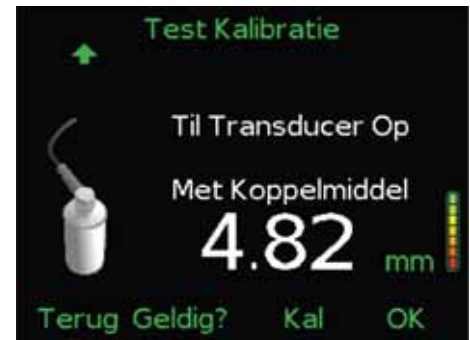 Test Kalibratie
Til Transducer Op
Met Koppelmiddel
4.82 mm
Terug Geldig? Kal OK